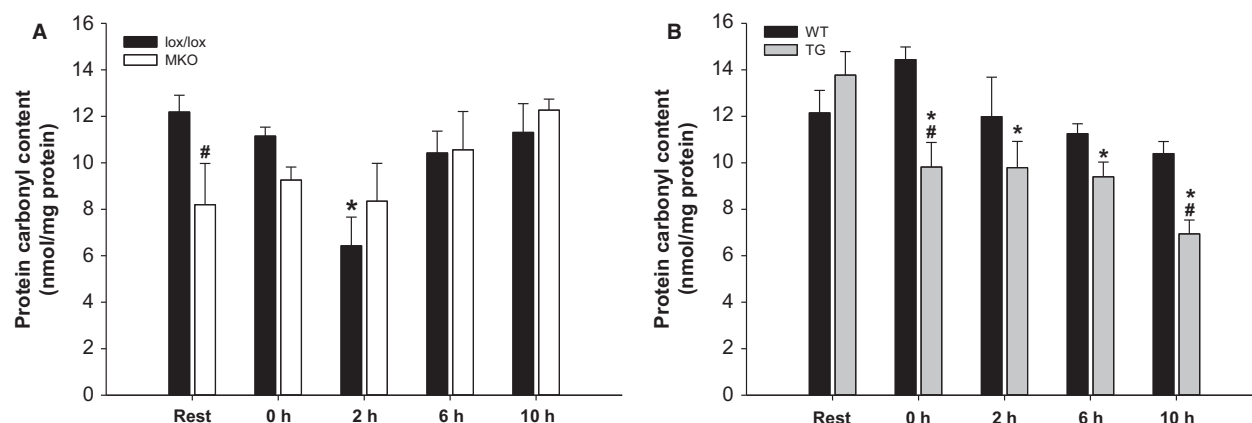 A
lox/lox
MKO
Protein carbonyl content
(nmol/mg protein)
16
14
12
10
8
6
4
2
0
#
*
Rest 0 h 2 h 6 h 10 h
B
WT
TG
Protein carbonyl content
(nmol/mg protein)
16
14
12
10
8
6
4
2
0
*
#
*
*
*
#
Rest 0 h 2 h 6 h 10 h